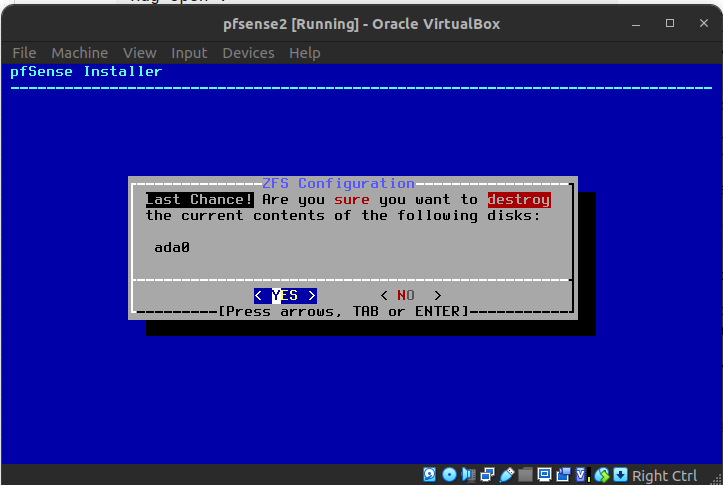 pfsense2 [Running] - Oracle VirtualBox
File Machine View Input Devices Help
pfSense Installer
ZFS Configuration
Last Chance! Are you sure you want to destroy
the current contents of the following disks:
ada0
< YES > < NO >
[Press arrows, TAB or ENTER]
Right Ctrl